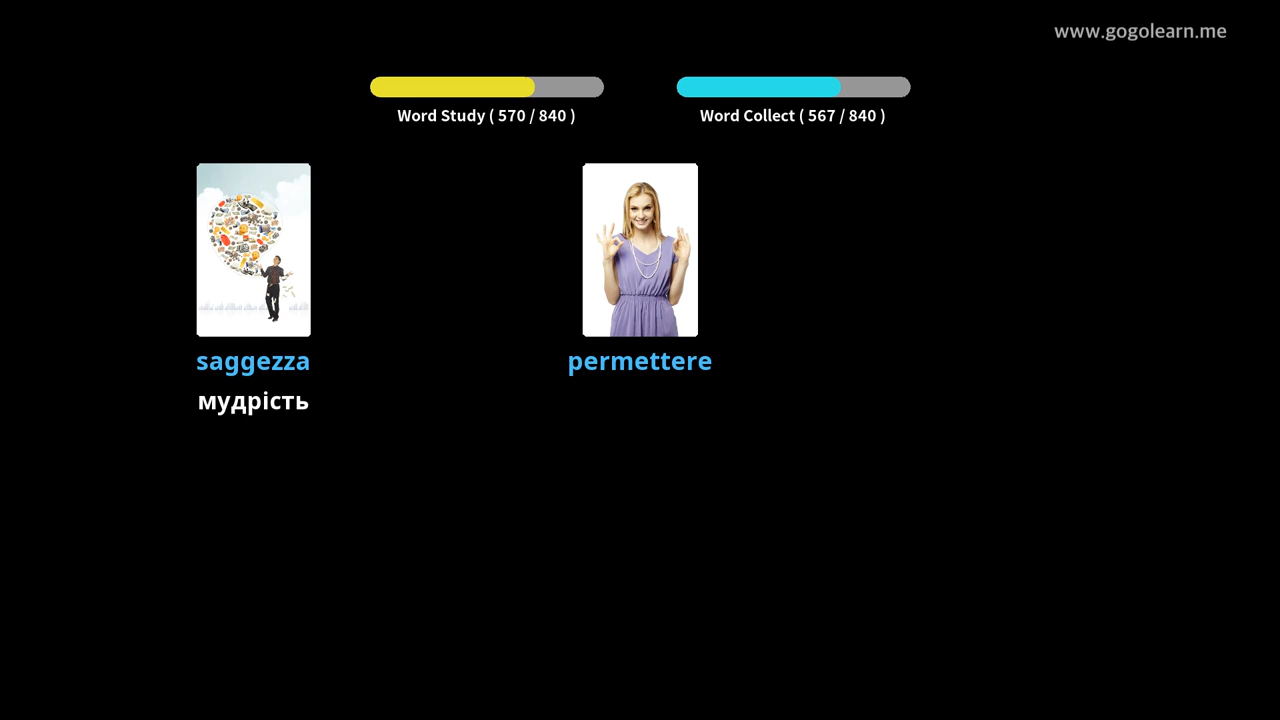 www.gogolearn.me
Word Study ( 570 / 840 )
Word Collect ( 567 / 840 )
saggezza
permettere
мудрість